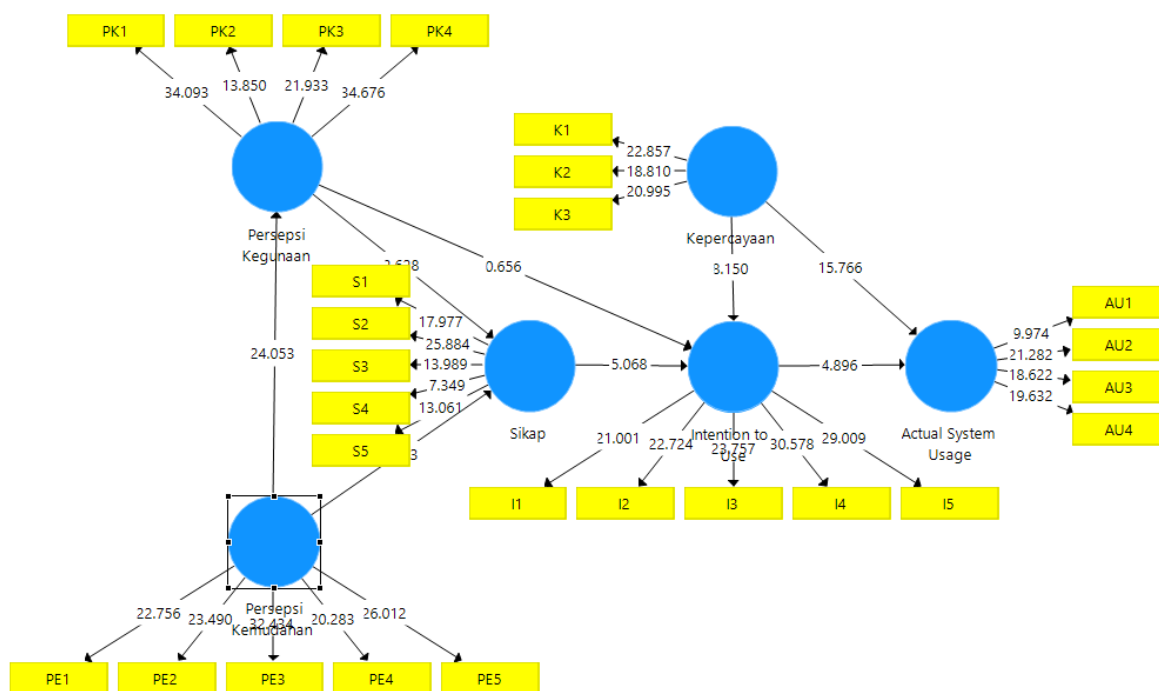 PK1 PK2 PK3 PK4
34.093 13.850 21.933 34.676
K1
K2
K3
22.857
18.810
20.995
Persepsi
Kegunaan
Kepercayaan
0.656
3.150
15.766
S1
S2
S3
S4
S5
17.977
25.884
13.989
7.349
13.061
24.053
5.068
4.896
AU1
AU2
AU3
AU4
9.974
21.282
18.622
19.632
Sikap
Intention to
Use
Actual System
Usage
21.001 22.724 23.757 30.578 29.009
I1 I2 I3 I4 I5
Persepsi
Kemudahan
22.756 23.490 32.434 20.283 26.012
PE1 PE2 PE3 PE4 PE5